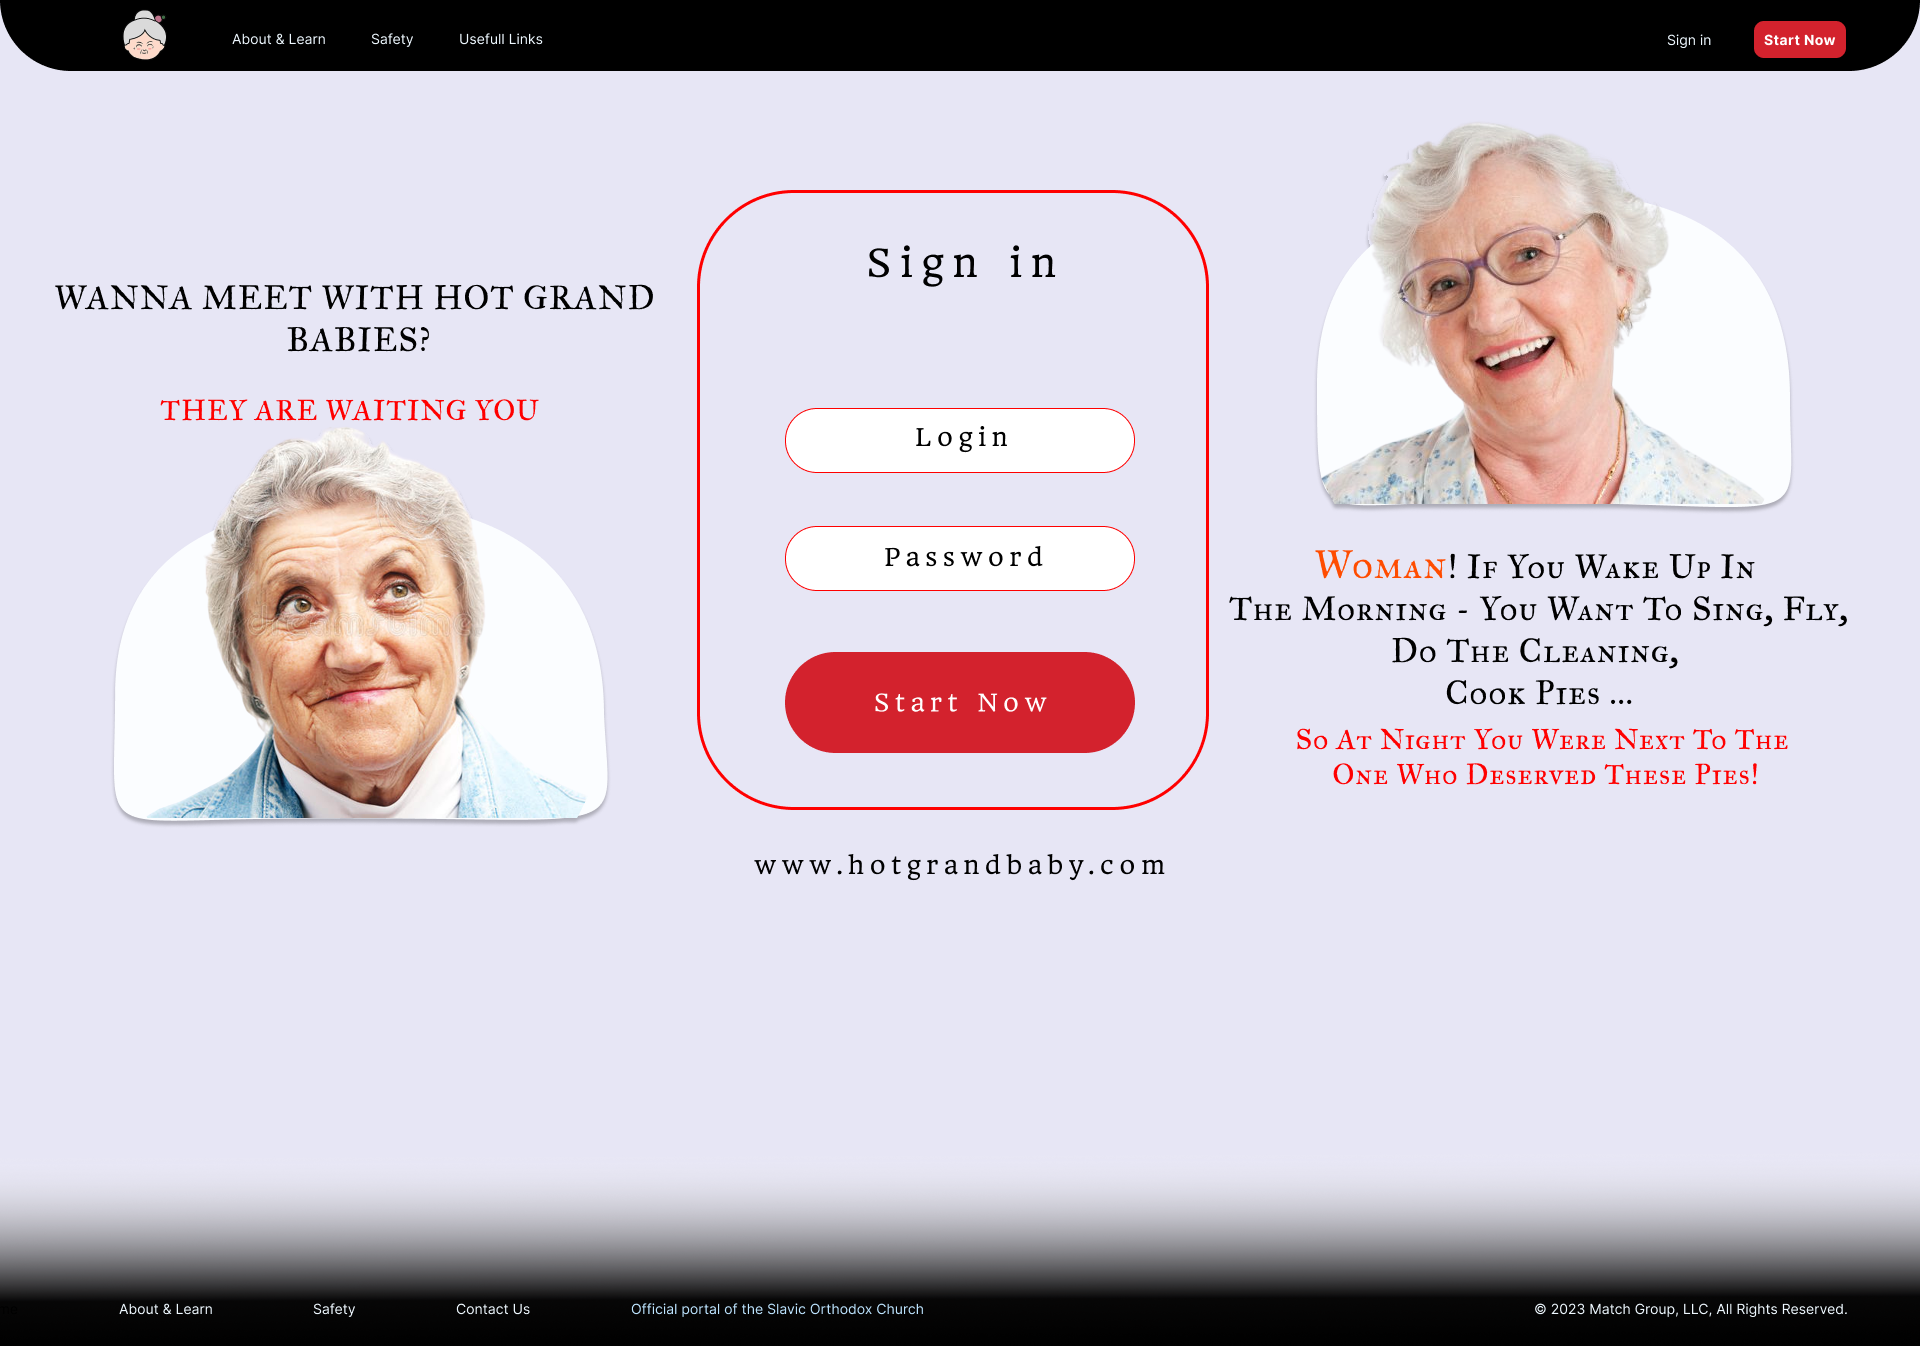 About & Learn
Safety
Usefull Links
Sign in
Start Now
WANNA MEET WITH HOT GRAND
BABIES?
THEY ARE WAITING YOU
Sign in
Login
Password
Start Now
www.hotgrandbaby.com
Woman! If You Wake Up In
The Morning - You Want To Sing, Fly,
Do The Cleaning,
Cook Pies ...
So At Night You Were Next To The
One Who Deserved These Pies!
About & Learn
Safety
Contact Us
Official portal of the Slavic Orthodox Church
© 2023 Match Group, LLC, All Rights Reserved.